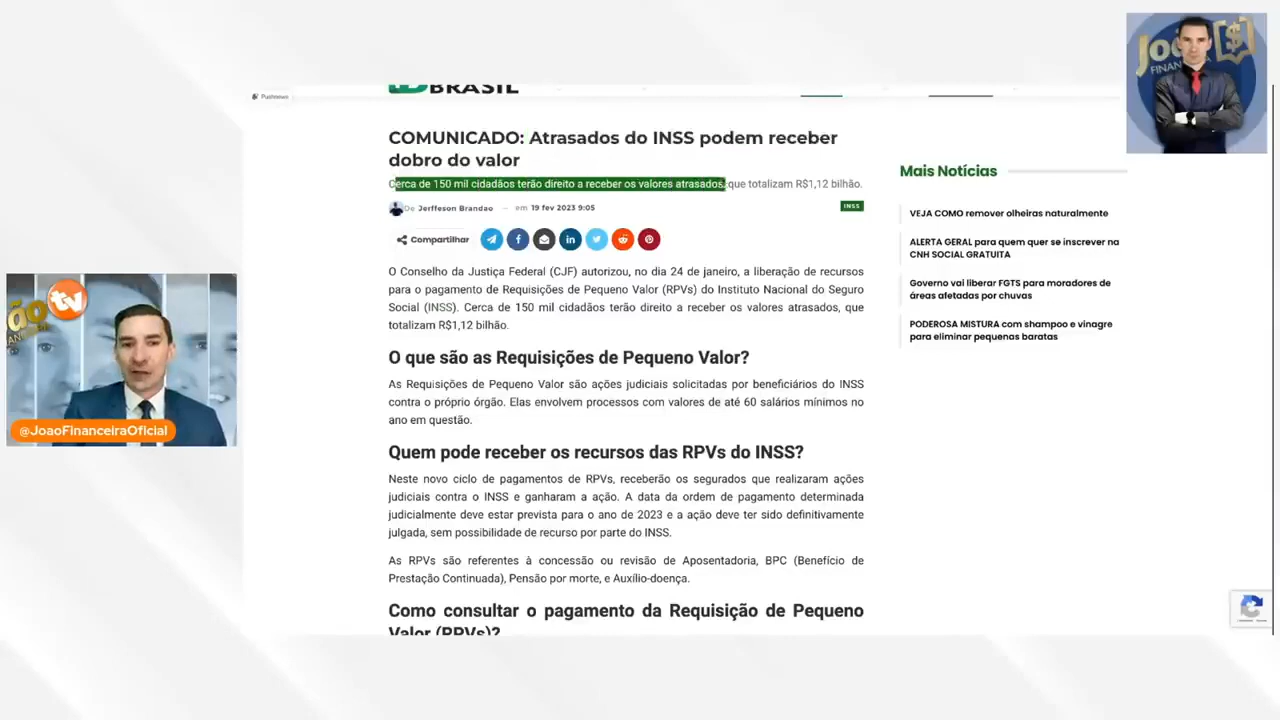 BRASIL
Pushnews
COMUNICADO: Atrasados do INSS podem receber
dobro do valor
Cerca de 150 mil cidadãos terão direito a receber os valores atrasados, que totalizam R$1,12 bilhão.
De Jerffeson Brandao — em 19 fev 2023 9:05
INSS
Compartilhar
O Conselho da Justiça Federal (CJF) autorizou, no dia 24 de janeiro, a liberação de recursos
para o pagamento de Requisições de Pequeno Valor (RPVs) do Instituto Nacional do Seguro
Social (INSS). Cerca de 150 mil cidadãos terão direito a receber os valores atrasados, que
totalizam R$1,12 bilhão.
O que são as Requisições de Pequeno Valor?
As Requisições de Pequeno Valor são ações judiciais solicitadas por beneficiários do INSS
contra o próprio órgão. Elas envolvem processos com valores de até 60 salários mínimos no
ano em questão.
Quem pode receber os recursos das RPVs do INSS?
Neste novo ciclo de pagamentos de RPVs, receberão os segurados que realizaram ações
judiciais contra o INSS e ganharam a ação. A data da ordem de pagamento determinada
judicialmente deve estar prevista para o ano de 2023 e a ação deve ter sido definitivamente
julgada, sem possibilidade de recurso por parte do INSS.
As RPVs são referentes à concessão ou revisão de Aposentadoria, BPC (Benefício de
Prestação Continuada), Pensão por morte, e Auxílio-doença.
Como consultar o pagamento da Requisição de Pequeno
Valor (RPVs)?
Mais Notícias
VEJA COMO remover olheiras naturalmente
ALERTA GERAL para quem quer se inscrever na
CNH SOCIAL GRATUITA
Governo vai liberar FGTS para moradores de
áreas afetadas por chuvas
PODEROSA MISTURA com shampoo e vinagre
para eliminar pequenas baratas
João
FINANCEIRA
ão tv
@JoaoFinanceiraOficial